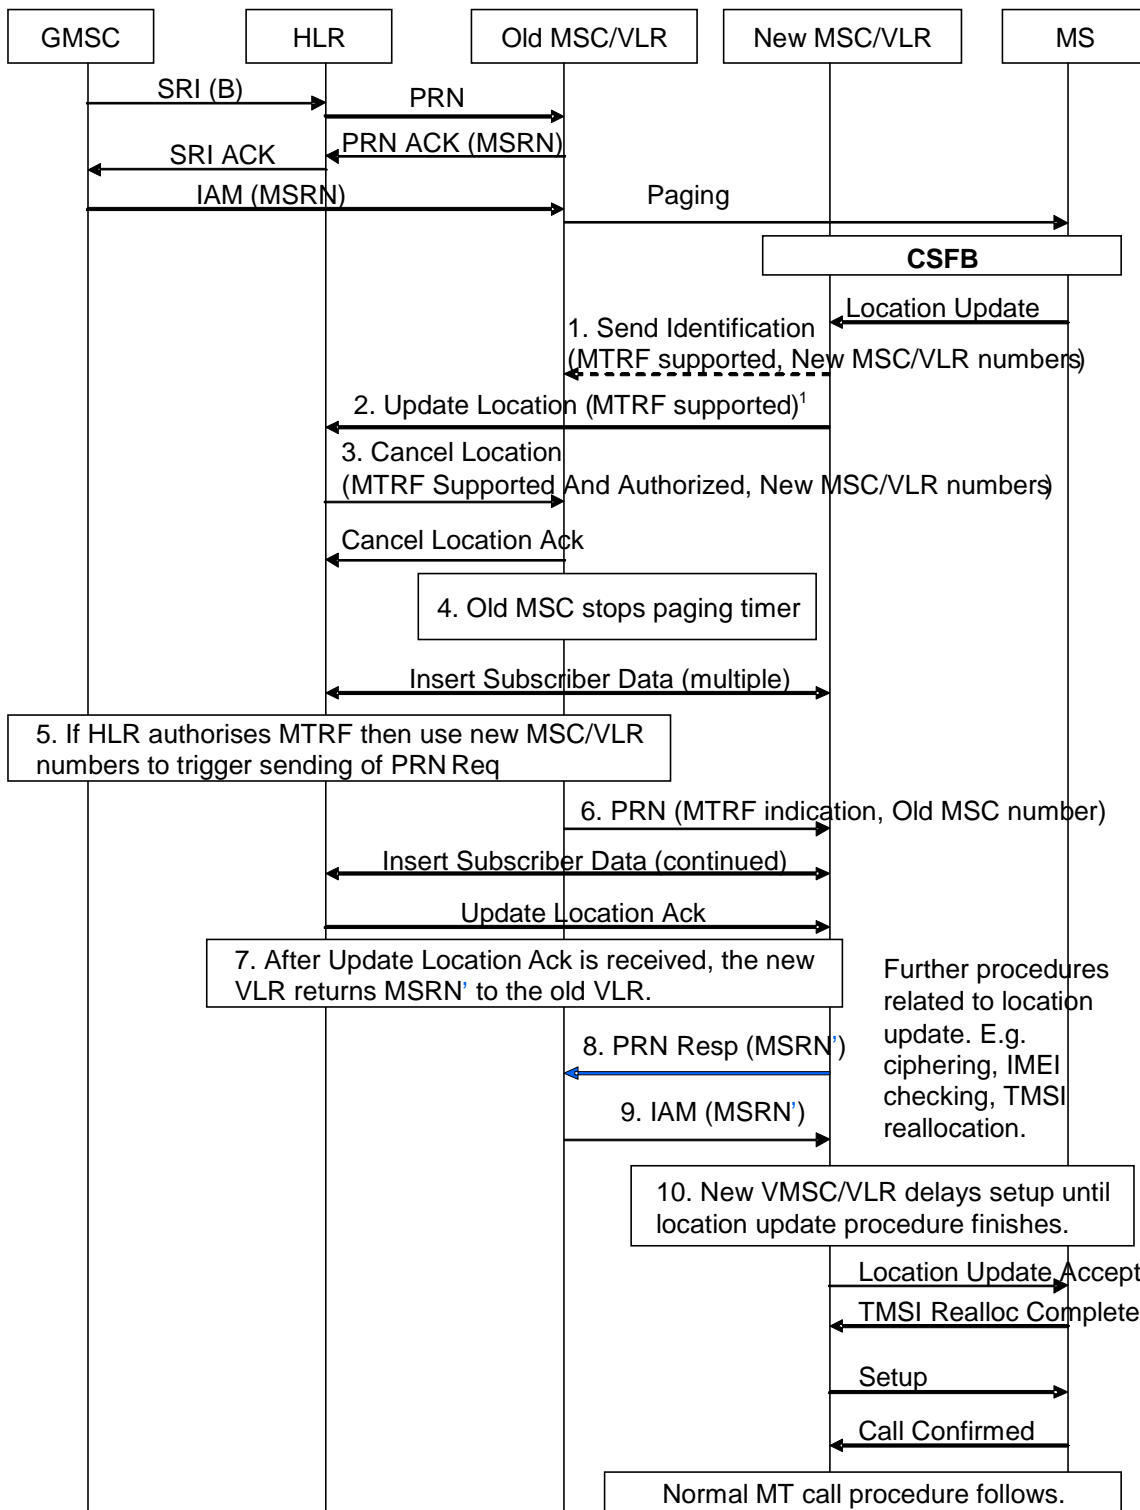 GMSC
HLR
Old MSC/VLR
New MSC/VLR
MS
SRI (B)
PRN
PRN ACK (MSRN)
SRI ACK
IAM (MSRN)
Paging
CSFB
Location Update
1. Send Identification
(MTRF supported, New MSC/VLR numbers)
2. Update Location (MTRF supported)1
3. Cancel Location
(MTRF Supported And Authorized, New MSC/VLR numbers)
Cancel Location Ack
4. Old MSC stops paging timer
Insert Subscriber Data (multiple)
5. If HLR authorises MTRF then use new MSC/VLR
numbers to trigger sending of PRN Req
6. PRN (MTRF indication, Old MSC number)
Insert Subscriber Data (continued)
Update Location Ack
7. After Update Location Ack is received, the new
VLR returns MSRN’ to the old VLR.
Further procedures
related to location
update. E.g.
ciphering, IMEI
checking, TMSI
reallocation.
8. PRN Resp (MSRN’)
9. IAM (MSRN’)
10. New VMSC/VLR delays setup until
location update procedure finishes.
Location Update Accept
TMSI Realloc Complete
Setup
Call Confirmed
Normal MT call procedure follows.